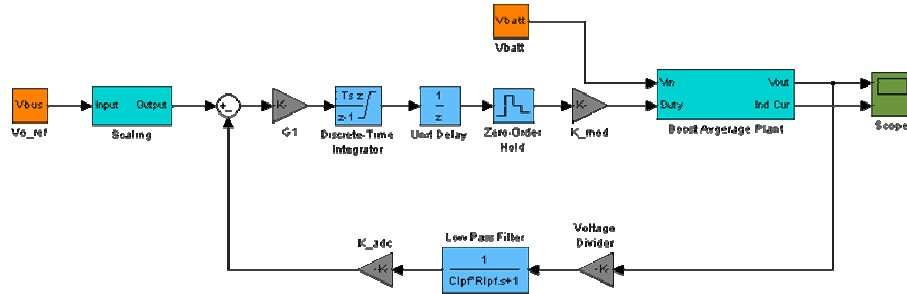 Vbatt
Vbatt
Vbus
Vo_ref
Input Output
Scaling
+
-
K-
G1
Ts z
z-1
Discrete-Time
Integrator
1
z
Unit Delay
Zero-Order
Hold
K-
K_mod
Vin Vout
Duty Ind Cur
Boost Avgerage Plant
Scope
K_adc
-K-
Low Pass Filter
1
Clpf*Rlpf.s+1
Voltage
Divider
-K-